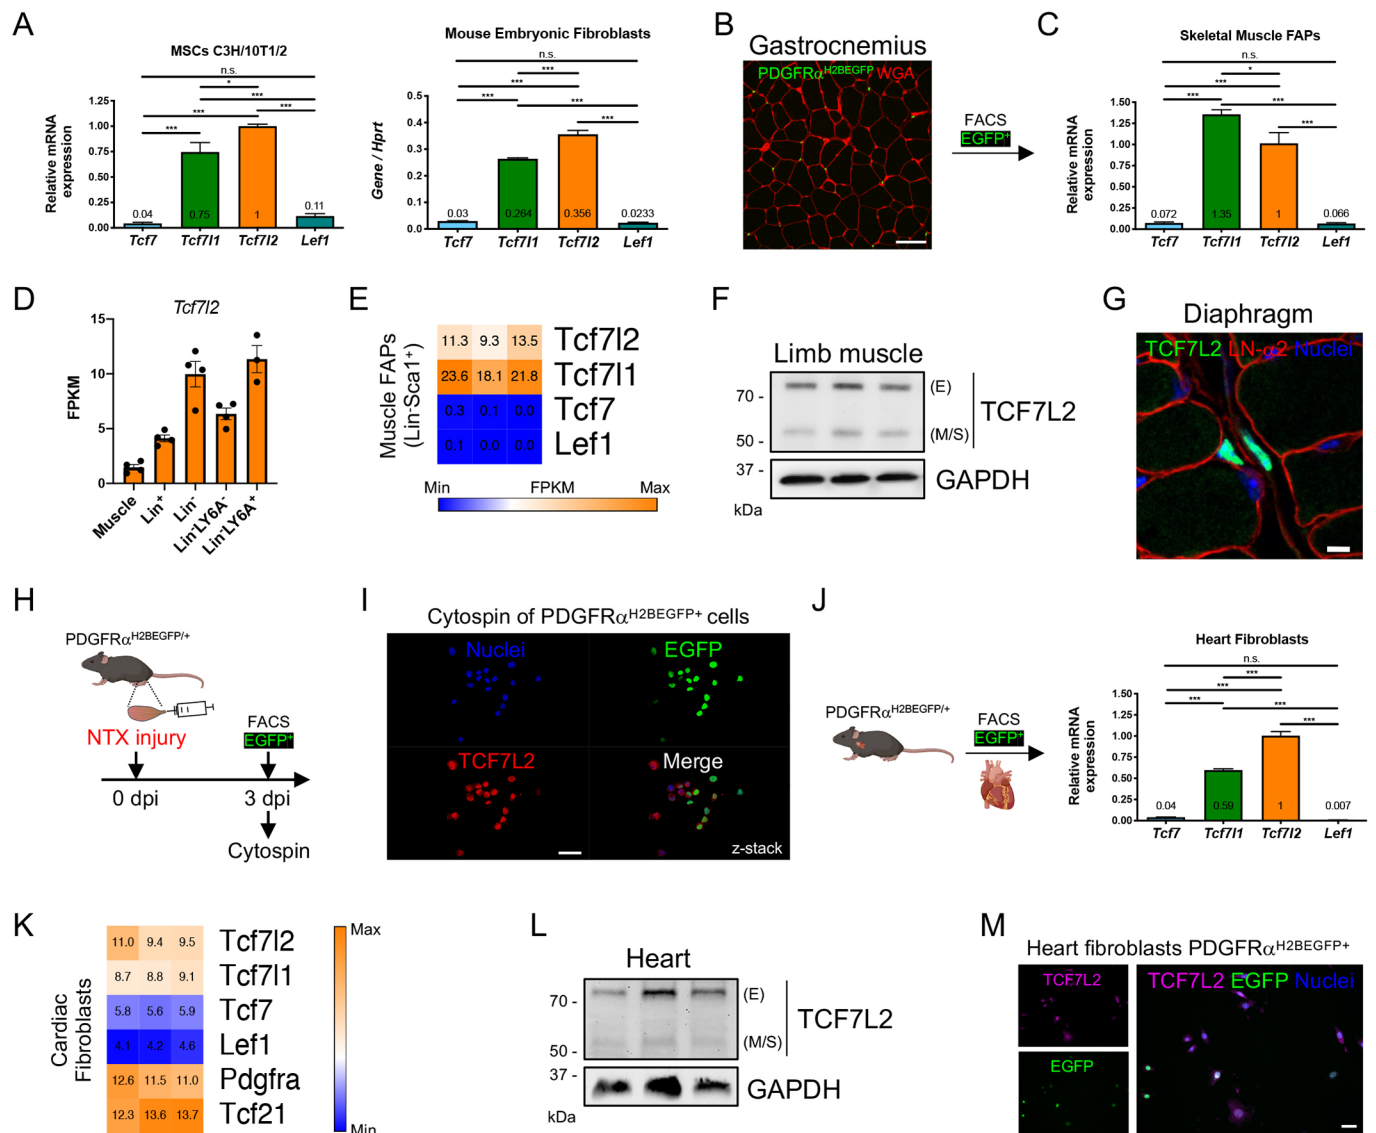 A
MSCs C3H/10T1/2
n.s.
*
***
***
***
***
Relative mRNA
expression
1.25
1.00
0.75
0.50
0.25
0.00
0.04
0.75
1
0.11
Tcf7
Tcf7l1
Tcf7l2
Lef1
Mouse Embryonic Fibroblasts
n.s.
***
***
***
***
***
Gene / Hprt
0.5
0.4
0.3
0.2
0.1
0.0
0.03
0.264
0.356
0.0233
Tcf7
Tcf7l1
Tcf7l2
Lef1
B
Gastrocnemius
PDGFRαH2BEGFP WGA
FACS
EGFP+
C
Skeletal Muscle FAPs
n.s.
*
***
***
***
***
Relative mRNA
expression
1.50
1.25
1.00
0.75
0.50
0.25
0.00
0.072
1.35
1
0.066
Tcf7
Tcf7l1
Tcf7l2
Lef1
D
Tcf7l2
FPKM
15
10
5
0
Muscle
Lin+
Lin-
Lin-LY6A-
Lin-LY6A+
E
Muscle FAPs
(Lin-Sca1+)
11.3 9.3 13.5 Tcf7l2
23.6 18.1 21.8 Tcf7l1
0.3 0.1 0.0 Tcf7
0.1 0.0 0.0 Lef1
Min FPKM Max
F
Limb muscle
70 -
50 -
37 -
kDa
(E)
(M/S)
TCF7L2
GAPDH
G
Diaphragm
TCF7L2 LN-α2 Nuclei
H
PDGFRαH2BEGFP/+
NTX injury
FACS
EGFP+
0 dpi
3 dpi
Cytospin
I
Cytospin of PDGFRαH2BEGFP+ cells
Nuclei
EGFP
TCF7L2
Merge
z-stack
J
PDGFRαH2BEGFP/+
FACS
EGFP+
Heart Fibroblasts
n.s.
***
***
***
***
***
Relative mRNA
expression
1.50
1.25
1.00
0.75
0.50
0.25
0.00
0.04
0.59
1
0.007
Tcf7
Tcf7l1
Tcf7l2
Lef1
K
Cardiac
Fibroblasts
11.0 9.4 9.5 Tcf7l2
8.7 8.8 9.1 Tcf7l1
5.8 5.6 5.9 Tcf7
4.1 4.2 4.6 Lef1
12.6 11.5 11.0 Pdgfra
12.3 13.6 13.7 Tcf21
Max
Min
L
Heart
70 -
50 -
37 -
kDa
(E)
(M/S)
TCF7L2
GAPDH
M
Heart fibroblasts PDGFRαH2BEGFP+
TCF7L2
EGFP
TCF7L2 EGFP Nuclei